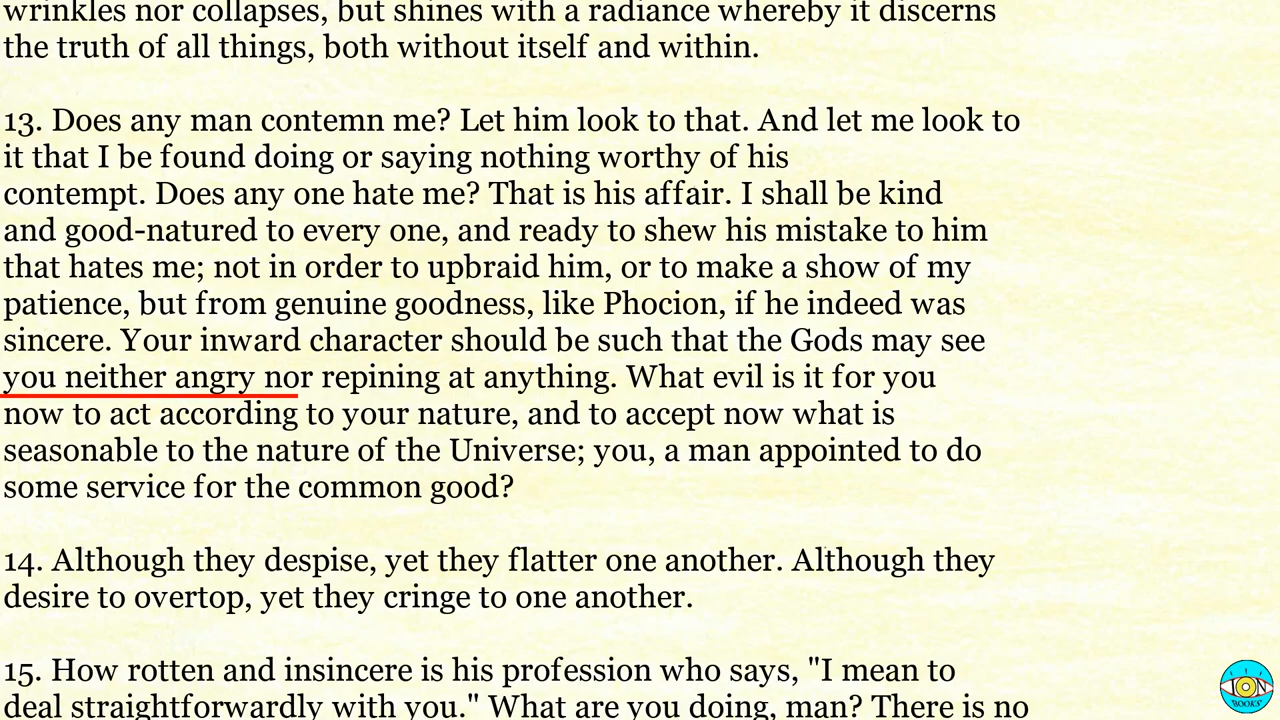 wrinkles nor collapses, but shines with a radiance whereby it discerns
the truth of all things, both without itself and within.
13. Does any man contemn me? Let him look to that. And let me look to
it that I be found doing or saying nothing worthy of his
contempt. Does any one hate me? That is his affair. I shall be kind
and good-natured to every one, and ready to shew his mistake to him
that hates me; not in order to upbraid him, or to make a show of my
patience, but from genuine goodness, like Phocion, if he indeed was
sincere. Your inward character should be such that the Gods may see
you neither angry nor repining at anything. What evil is it for you
now to act according to your nature, and to accept now what is
seasonable to the nature of the Universe; you, a man appointed to do
some service for the common good?
14. Although they despise, yet they flatter one another. Although they
desire to overtop, yet they cringe to one another.
15. How rotten and insincere is his profession who says, "I mean to
deal straightforwardly with you." What are you doing, man? There is no
ION
BOOKS